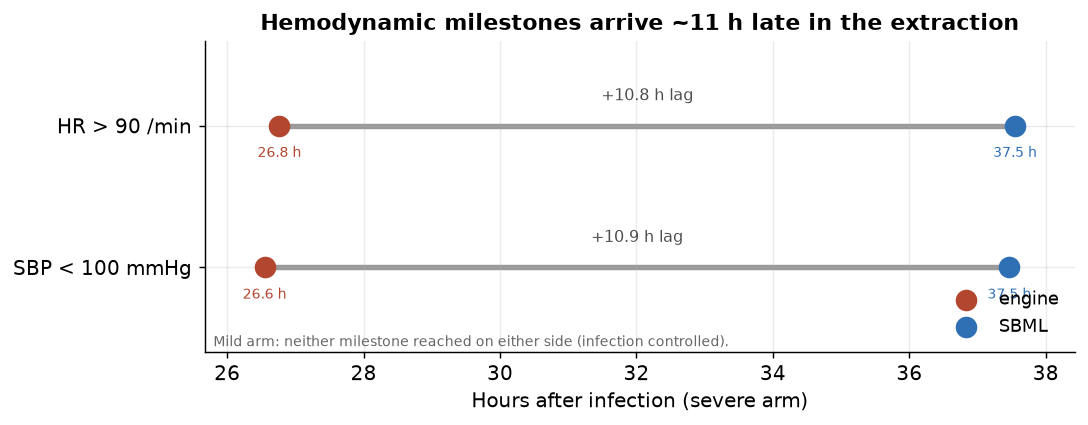 Hemodynamic milestones arrive ~11 h late in the extraction
+10.8 h lag
HR > 90 /min
26.8 h
37.5 h
+10.9 h lag
SBP < 100 mmHg
26.6 h
37.5 h
engine
SBML
Mild arm: neither milestone reached on either side (infection controlled).
26 28 30 32 34 36 38
Hours after infection (severe arm)